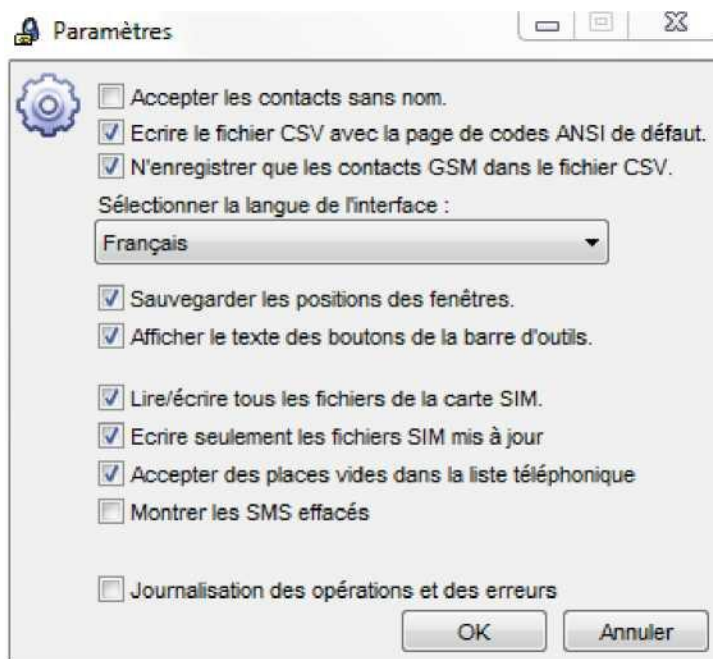 Paramètres
Accepter les contacts sans nom.
Ecrire le fichier CSV avec la page de codes ANSI de défaut.
N'enregistrer que les contacts GSM dans le fichier CSV.
Sélectionner la langue de l'interface :
Français
Sauvegarder les positions des fenêtres.
Afficher le texte des boutons de la barre d'outils.
Lire/écrire tous les fichiers de la carte SIM.
Ecrire seulement les fichiers SIM mis à jour
Accepter des places vides dans la liste téléphonique
Montrer les SMS effacés
Journalisation des opérations et des erreurs
OK Annuler